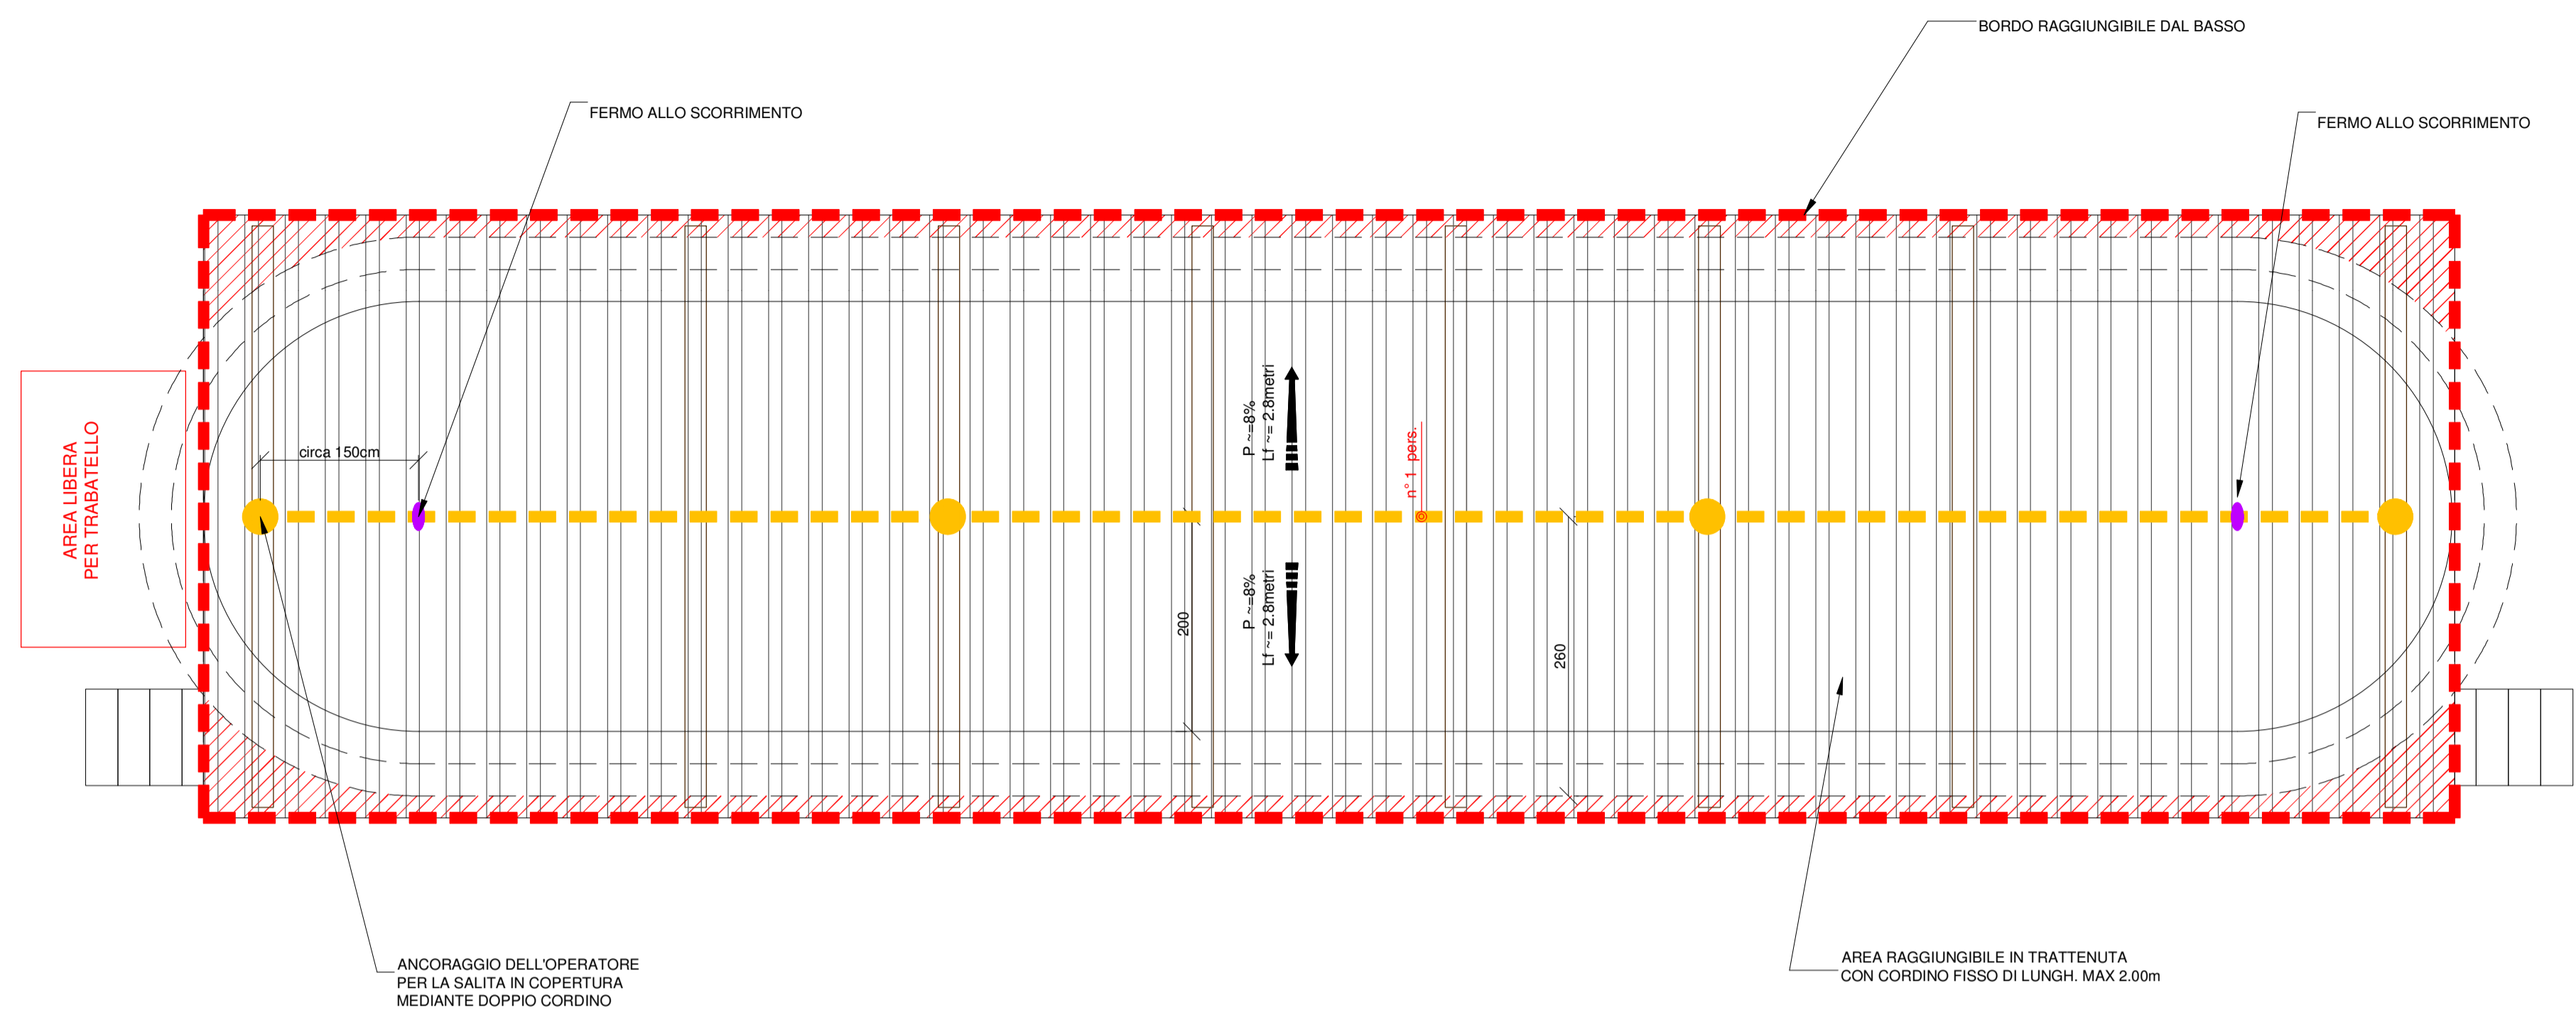 BORDO RAGGIUNGIBILE DAL BASSO
FERMO ALLO SCORRIMENTO
FERMO ALLO SCORRIMENTO
AREA LIBERA
PER TRABATELLO
circa 150cm
P ~=8%
Lf ~= 2.8metri
n° 1 pers.
P ~=8%
Lf ~= 2.8metri
200
260
ANCORAGGIO DELL'OPERATORE
PER LA SALITA IN COPERTURA
MEDIANTE DOPPIO CORDINO
AREA RAGGIUNGIBILE IN TRATTENUTA
CON CORDINO FISSO DI LUNGH. MAX 2.00m